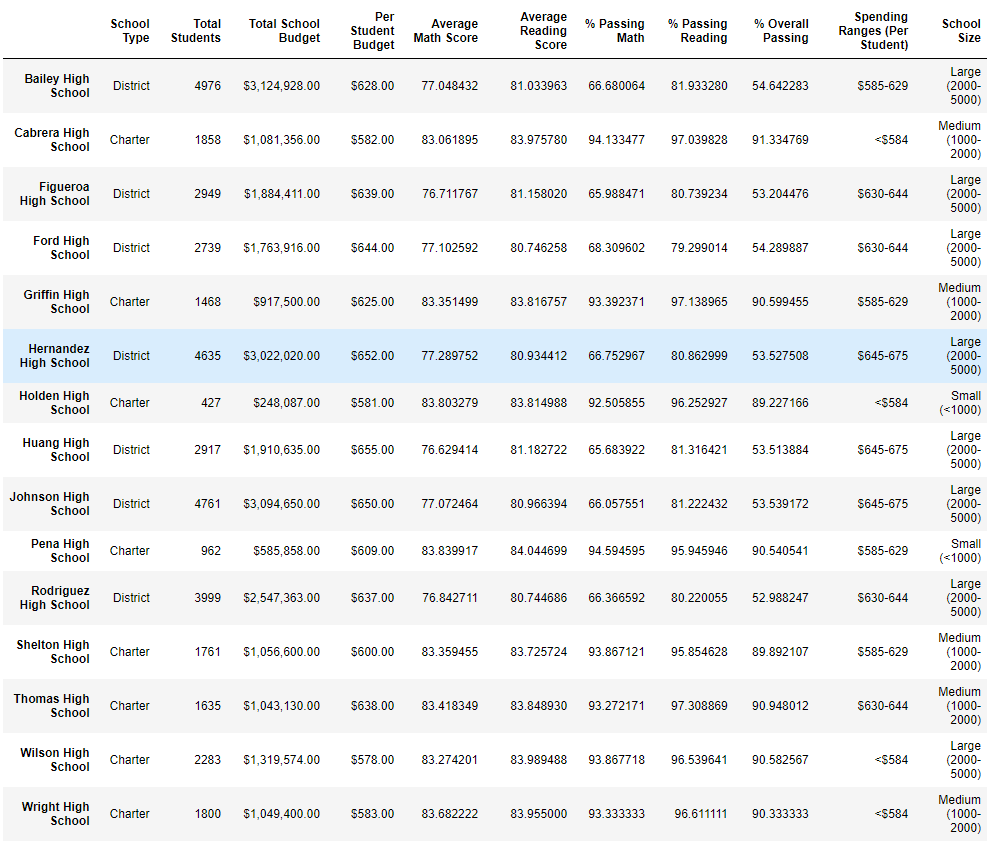 School Type Total Students Total School Budget Per Student Budget Average Math Score Average Reading Score % Passing Math % Passing Reading % Overall Passing Spending Ranges (Per Student) School Size
Bailey High School District 4976 $3,124,928.00 $628.00 77.048432 81.033963 66.680064 81.933280 54.642283 $585-629 Large (2000-5000)
Cabrera High School Charter 1858 $1,081,356.00 $582.00 83.061895 83.975780 94.133477 97.039828 91.334769 <$584 Medium (1000-2000)
Figueroa High School District 2949 $1,884,411.00 $639.00 76.711767 81.158020 65.988471 80.739234 53.204476 $630-644 Large (2000-5000)
Ford High School District 2739 $1,763,916.00 $644.00 77.102592 80.746258 68.309602 79.299014 54.289887 $630-644 Large (2000-5000)
Griffin High School Charter 1468 $917,500.00 $625.00 83.351499 83.816757 93.392371 97.138965 90.599455 $585-629 Medium (1000-2000)
Hernandez High School District 4635 $3,022,020.00 $652.00 77.289752 80.934412 66.752967 80.862999 53.527508 $645-675 Large (2000-5000)
Holden High School Charter 427 $248,087.00 $581.00 83.803279 83.814988 92.505855 96.252927 89.227166 <$584 Small (<1000)
Huang High School District 2917 $1,910,635.00 $655.00 76.629414 81.182722 65.683922 81.316421 53.513884 $645-675 Large (2000-5000)
Johnson High School District 4761 $3,094,650.00 $650.00 77.072464 80.966394 66.057551 81.222432 53.539172 $645-675 Large (2000-5000)
Pena High School Charter 962 $585,858.00 $609.00 83.839917 84.044699 94.594595 95.945946 90.540541 $585-629 Small (<1000)
Rodriguez High School District 3999 $2,547,363.00 $637.00 76.842711 80.744686 66.366592 80.220055 52.988247 $630-644 Large (2000-5000)
Shelton High School Charter 1761 $1,056,600.00 $600.00 83.359455 83.725724 93.867121 95.854628 89.892107 $585-629 Medium (1000-2000)
Thomas High School Charter 1635 $1,043,130.00 $638.00 83.418349 83.848930 93.272171 97.308869 90.948012 $630-644 Medium (1000-2000)
Wilson High School Charter 2283 $1,319,574.00 $578.00 83.274201 83.989488 93.867718 96.539641 90.582567 <$584 Large (2000-5000)
Wright High School Charter 1800 $1,049,400.00 $583.00 83.682222 83.955000 93.333333 96.611111 90.333333 <$584 Medium (1000-2000)